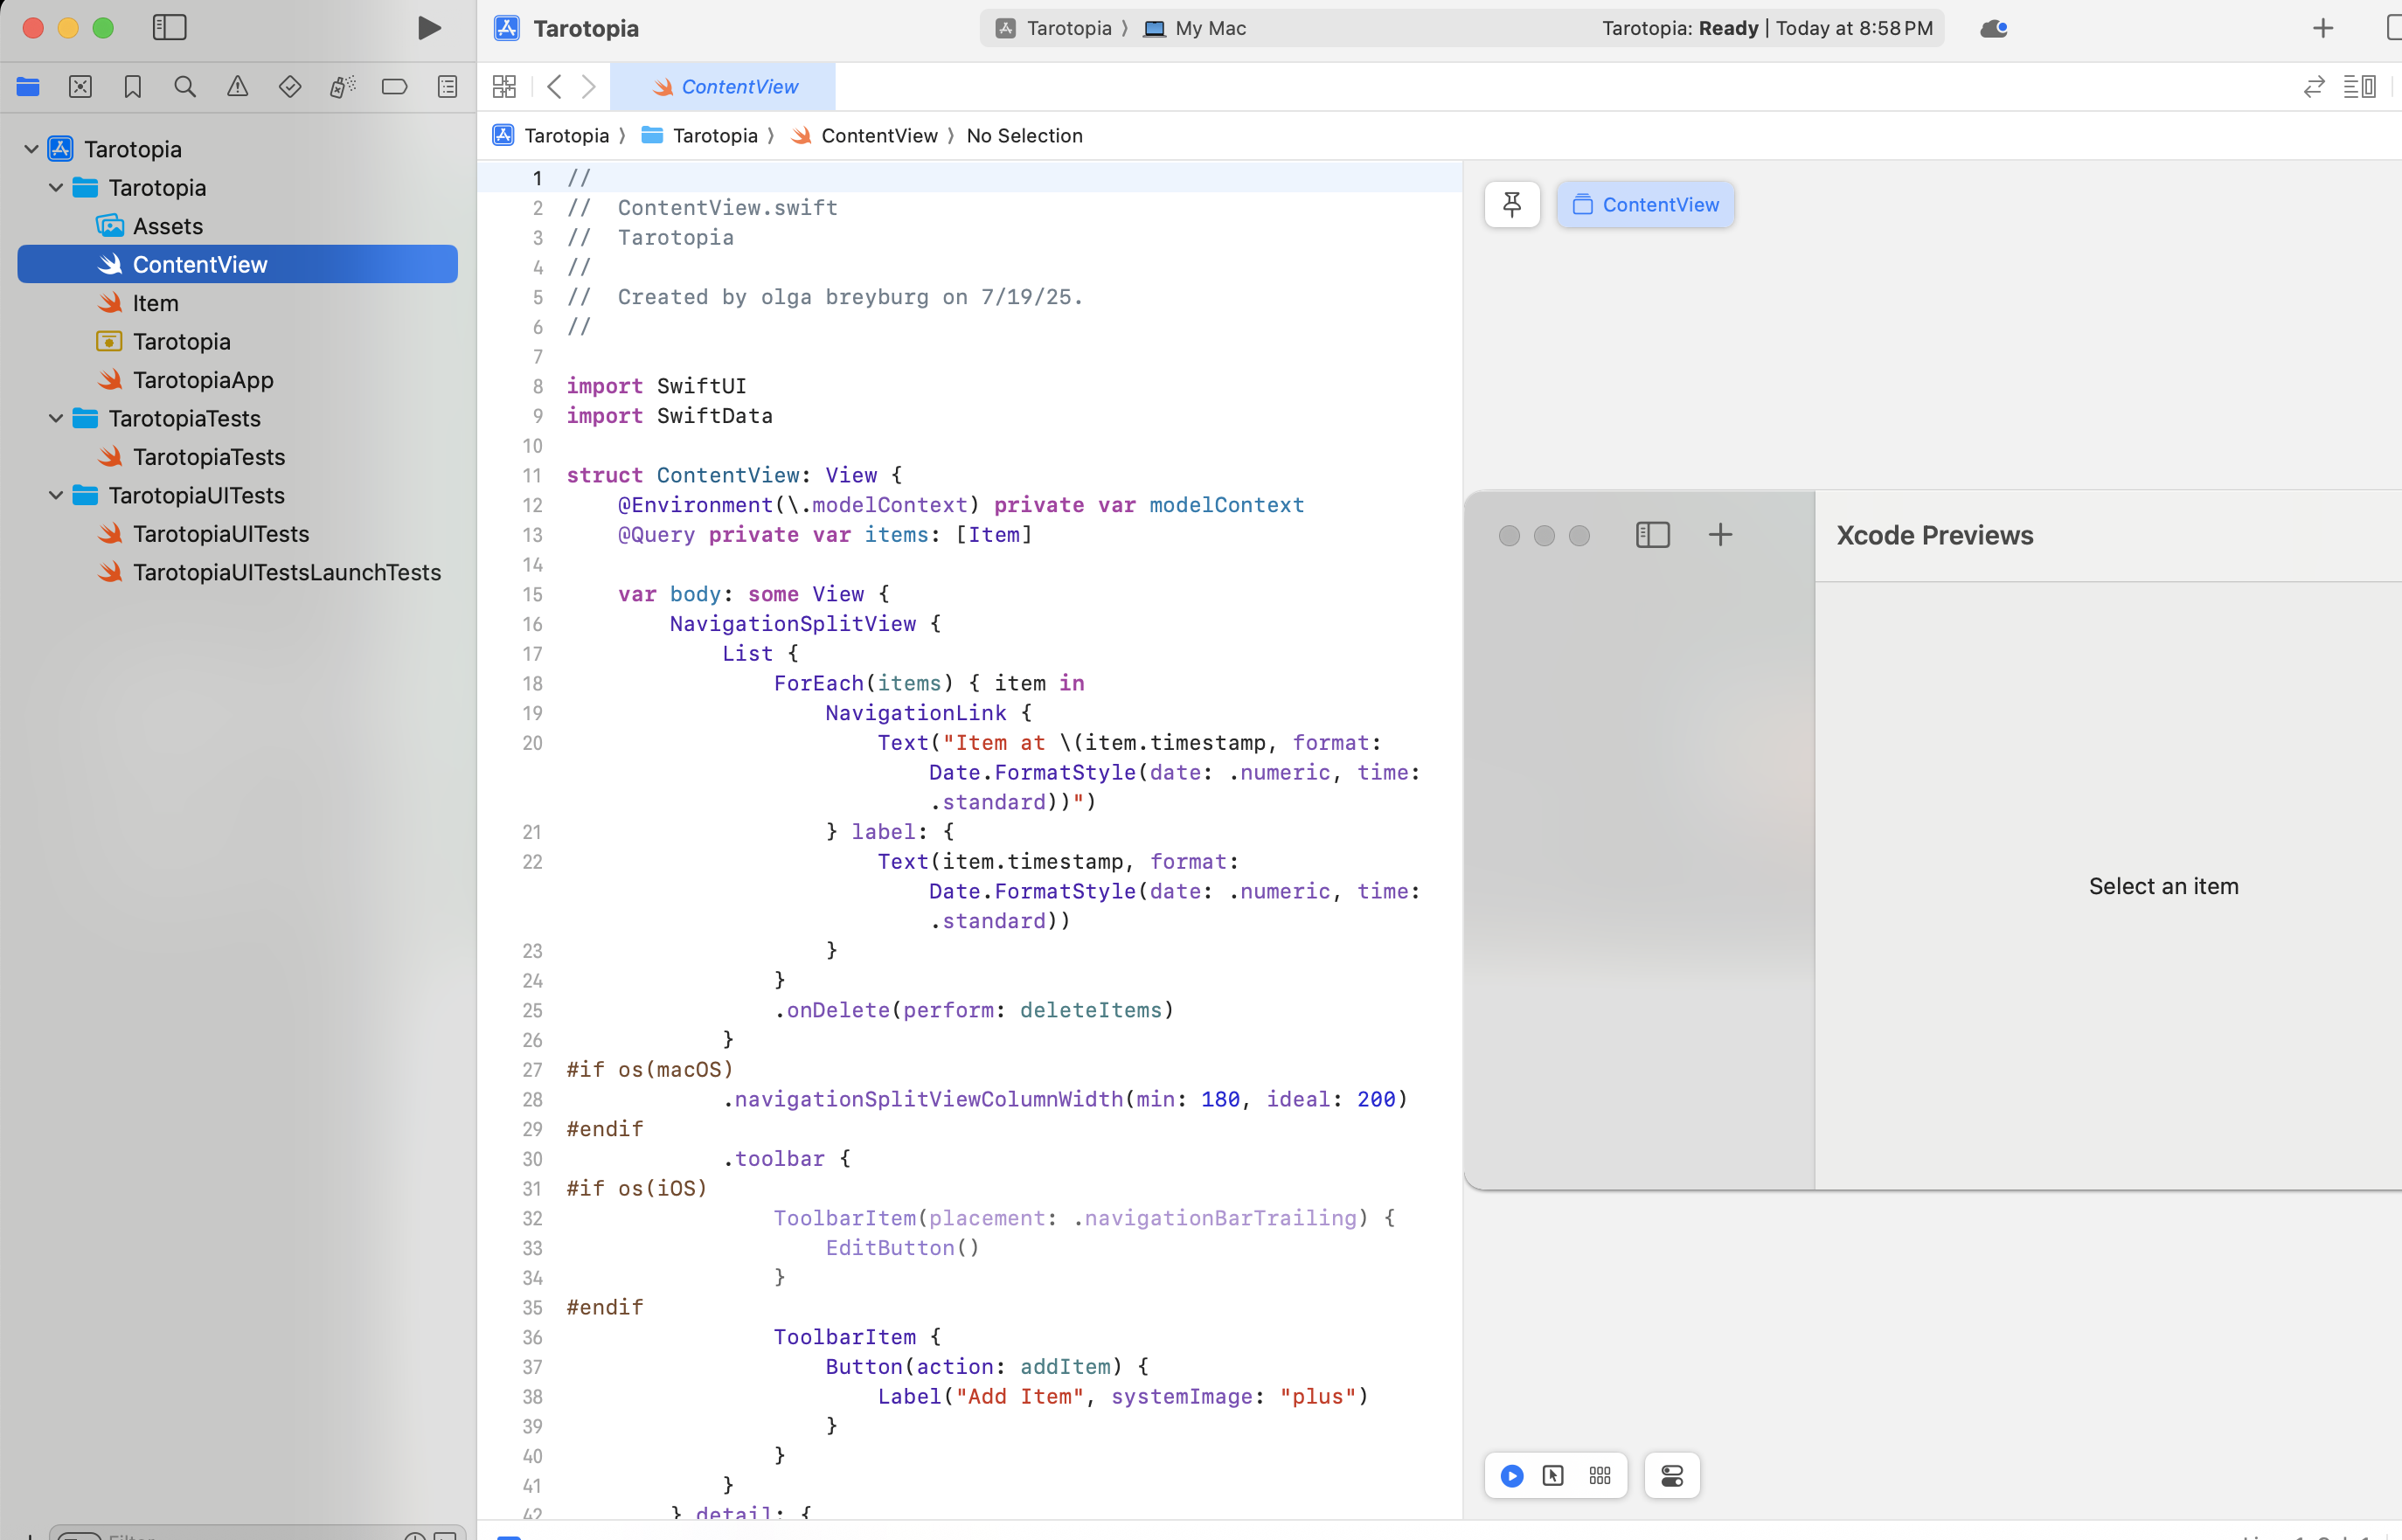 Tarotopia
Tarotopia 〉 My Mac
Tarotopia: Ready | Today at 8:58 PM
ContentView
Tarotopia 〉 Tarotopia 〉 ContentView 〉 No Selection
Tarotopia
Tarotopia
Assets
ContentView
Item
Tarotopia
TarotopiaApp
TarotopiaTests
TarotopiaTests
TarotopiaUITests
TarotopiaUITests
TarotopiaUITestsLaunchTests
Filter
1 //
2 //  ContentView.swift
3 //  Tarotopia
4 //
5 //  Created by olga breyburg on 7/19/25.
6 //
7
8 import SwiftUI
9 import SwiftData
10
11 struct ContentView: View {
12     @Environment(\.modelContext) private var modelContext
13     @Query private var items: [Item]
14
15     var body: some View {
16         NavigationSplitView {
17             List {
18                 ForEach(items) { item in
19                     NavigationLink {
20                         Text("Item at \(item.timestamp, format:
Date.FormatStyle(date: .numeric, time:
.standard))")
21                     } label: {
22                         Text(item.timestamp, format:
Date.FormatStyle(date: .numeric, time:
.standard))
23                     }
24                 }
25                 .onDelete(perform: deleteItems)
26             }
27 #if os(macOS)
28             .navigationSplitViewColumnWidth(min: 180, ideal: 200)
29 #endif
30             .toolbar {
31 #if os(iOS)
32                 ToolbarItem(placement: .navigationBarTrailing) {
33                     EditButton()
34                 }
35 #endif
36                 ToolbarItem {
37                     Button(action: addItem) {
38                         Label("Add Item", systemImage: "plus")
39                     }
40                 }
41             }
42         } detail: {
ContentView
Xcode Previews
Select an item